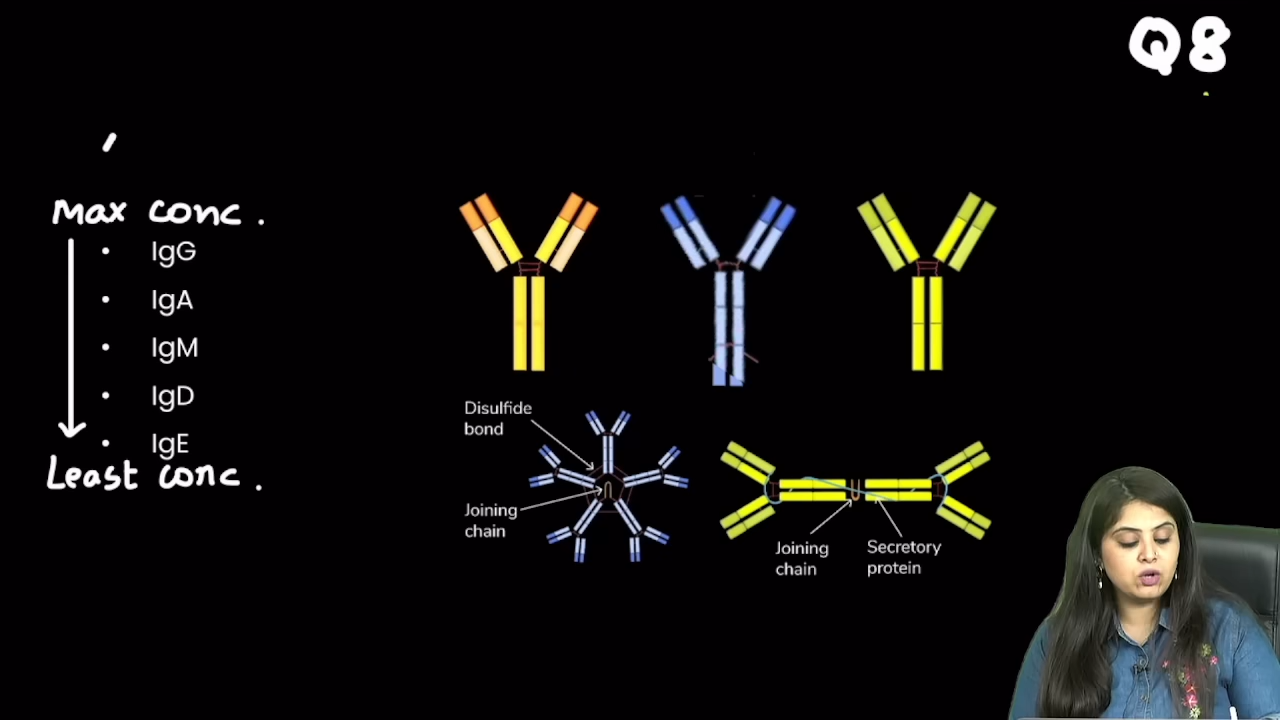 Q8
Max conc.
• IgG
• IgA
• IgM
• IgD
• IgE
Least conc.
Disulfide
bond
Joining
chain
Joining
chain
Secretory
protein